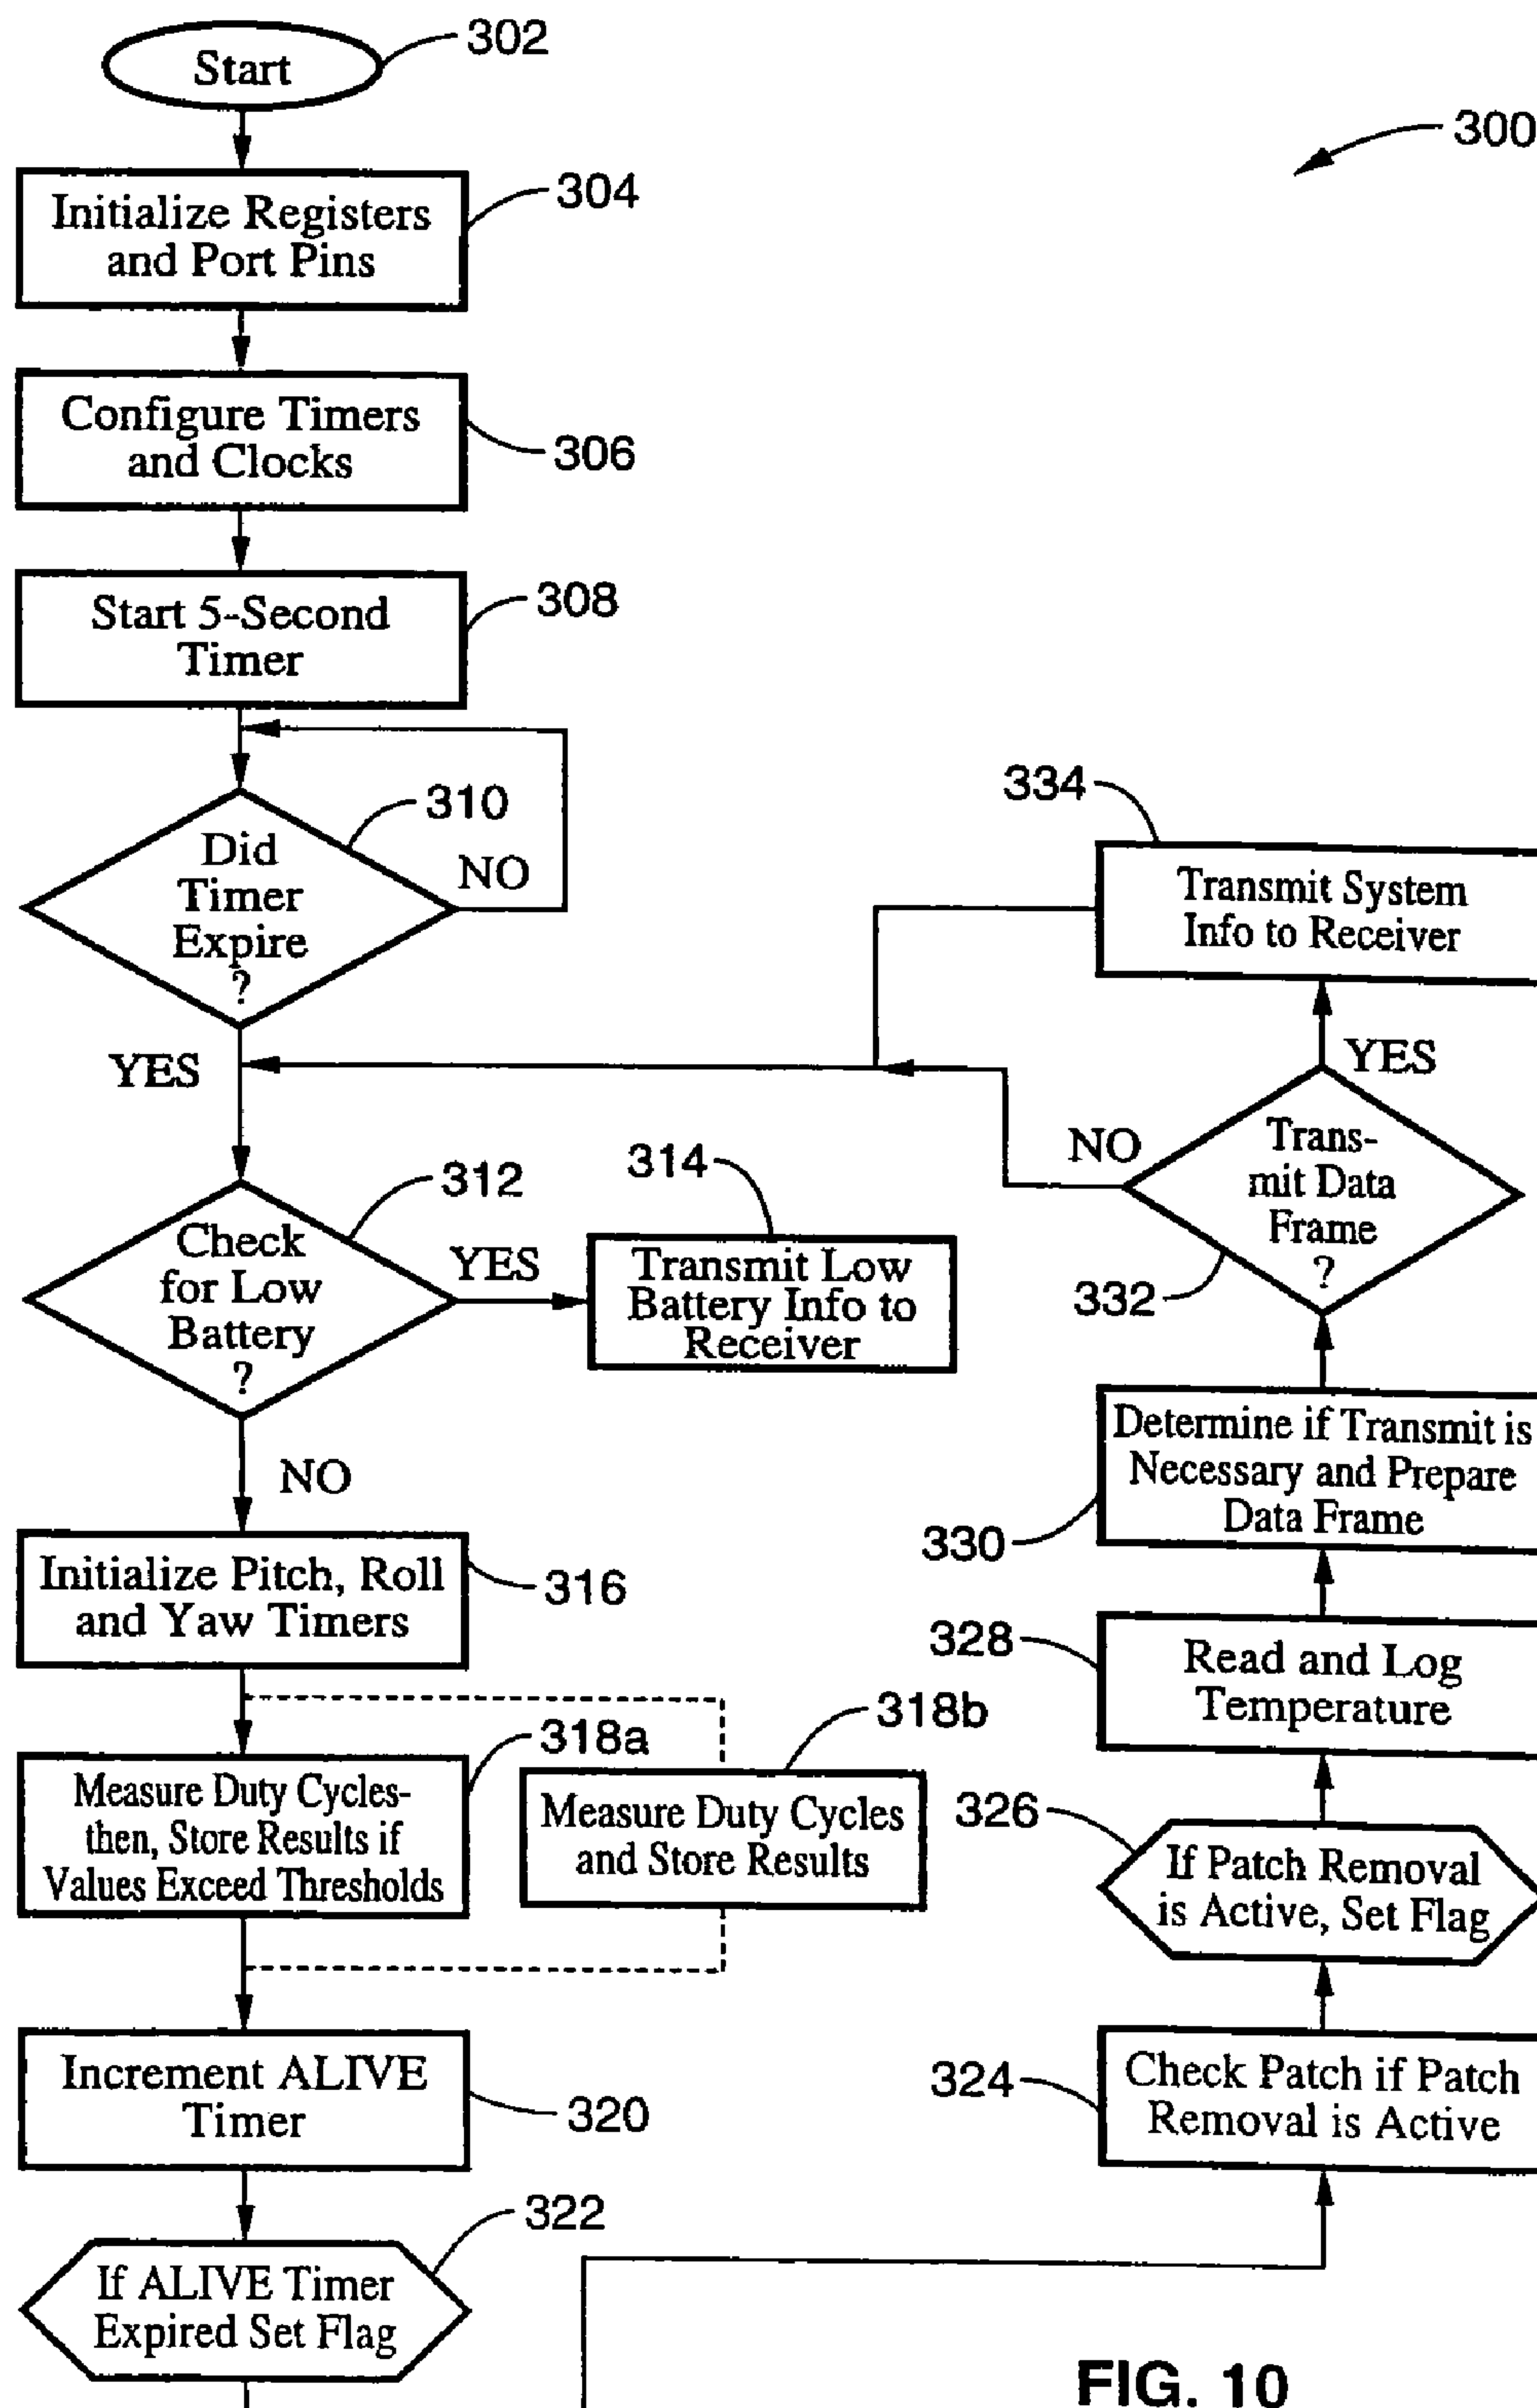 Start
302
300
Initialize Registers
and Port Pins
304
Configure Timers
and Clocks
306
Start 5-Second
Timer
308
Did
Timer
Expire
?
310
NO
YES
Check
for Low
Battery
?
312
YES
314
Transmit Low
Battery Info to
Receiver
NO
Initialize Pitch, Roll
and Yaw Timers
316
Measure Duty Cycles-
then, Store Results if
Values Exceed Thresholds
318a
318b
Measure Duty Cycles
and Store Results
Increment ALIVE
Timer
320
If ALIVE Timer
Expired Set Flag
322
334
Transmit System
Info to Receiver
YES
NO
Trans-
mit Data
Frame
?
332
Determine if Transmit is
Necessary and Prepare
Data Frame
330
328
Read and Log
Temperature
326
If Patch Removal
is Active, Set Flag
324
Check Patch if Patch
Removal is Active
FIG. 10